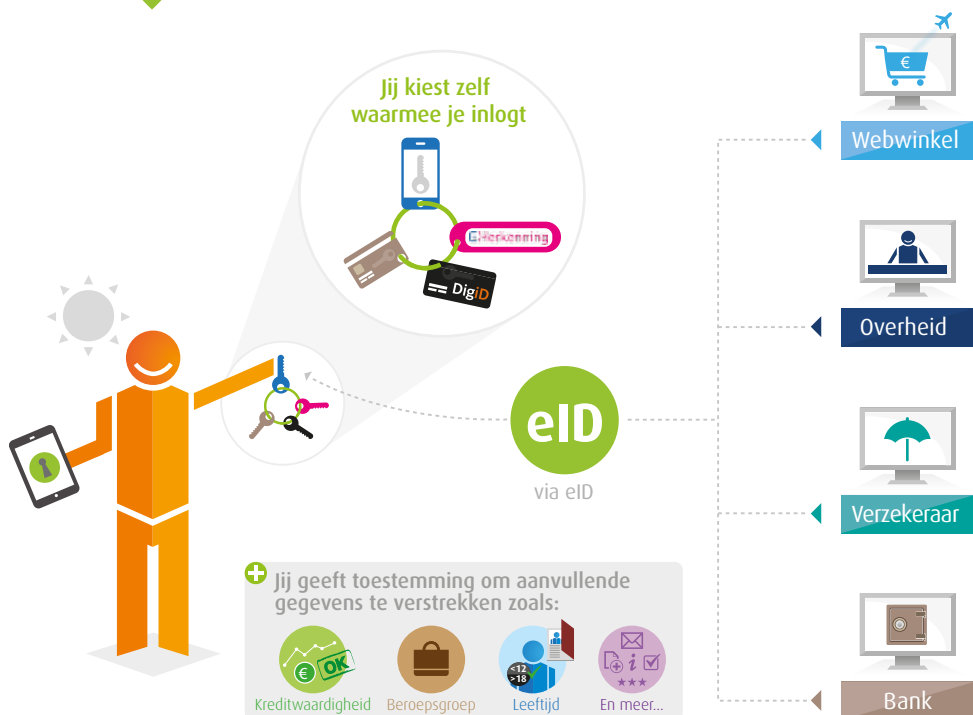 Jij kiest zelf
waarmee je inlogt
DigiD
€
Webwinkel
Overheid
eID
via eID
Verzekeraar
Jij geeft toestemming om aanvullende
gegevens te verstrekken zoals:
€
OK
<12
>18
i
Kreditwaardigheid
Beroepsgroep
Leeftijd
En meer...
Bank